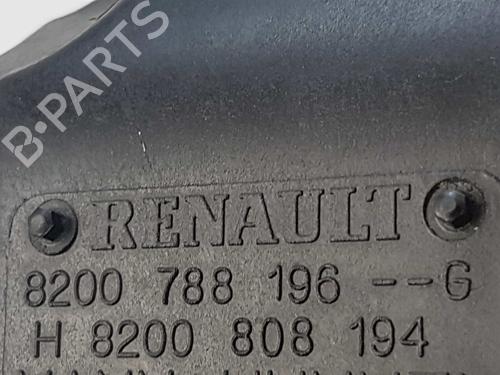 B-PARTS
RENAULT
8200 788 196 --G
H 8200 808 194